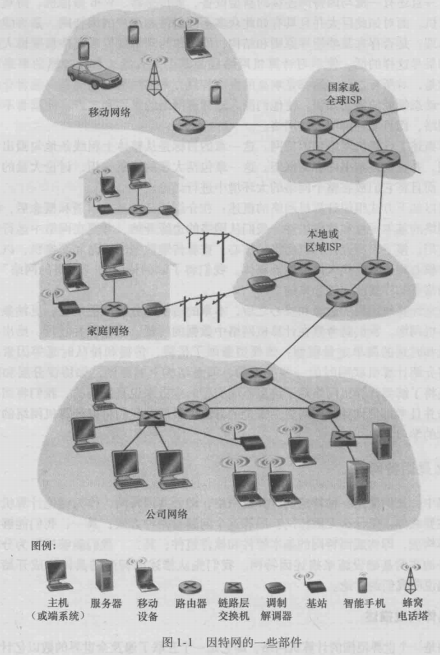 移动网络
国家或
全球ISP
本地或
区域ISP
家庭网络
公司网络
图例:
主机
(或端系统)
服务器
移动
设备
路由器
链路层
交换机
调制
解调器
基站
智能手机
蜂窝
电话塔
图1-1 因特网的一些部件